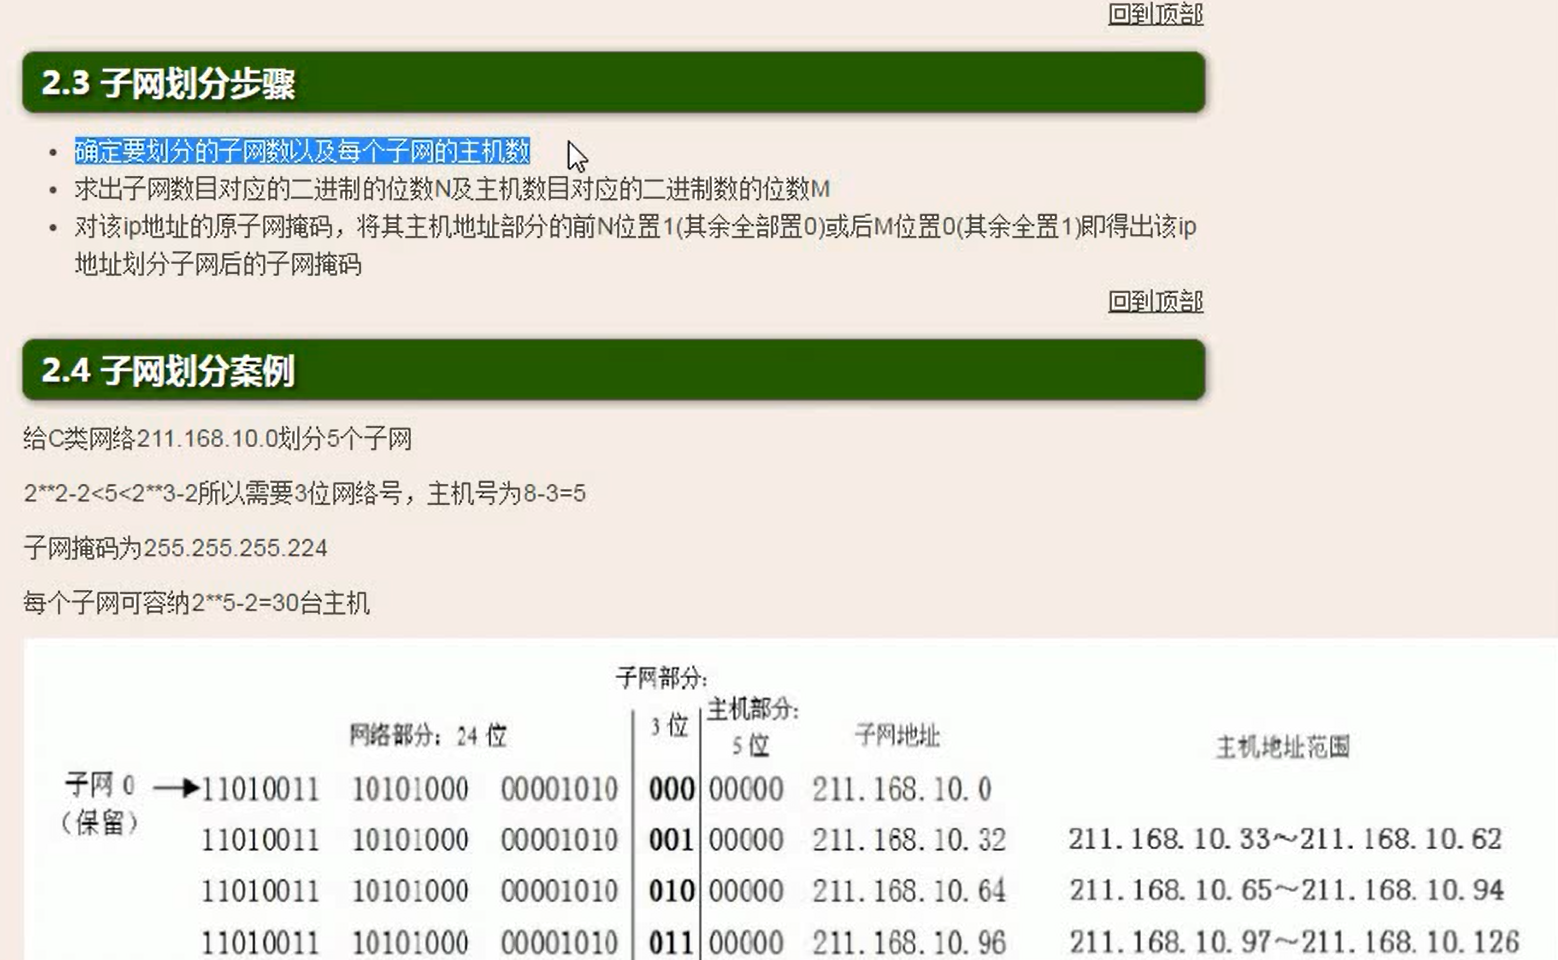 回到顶部
2.3 子网划分步骤
• 确定要划分的子网数以及每个子网的主机数
• 求出子网数目对应的二进制的位数N及主机数目对应的二进制数的位数M
• 对该ip地址的原子网掩码，将其主机地址部分的前N位置1(其余全部置0)或后M位置0(其余全置1)即得出该ip
地址划分子网后的子网掩码
回到顶部
2.4 子网划分案例
给C类网络211.168.10.0划分5个子网
2**2-2<5<2**3-2所以需要3位网络号，主机号为8-3=5
子网掩码为255.255.255.224
每个子网可容纳2**5-2=30台主机
子网部分：
网络部分：24 位 3 位 主机部分：
5 位 子网地址 主机地址范围
子网 0 11010011 10101000 00001010 000 00000 211.168.10.0
（保留）
11010011 10101000 00001010 001 00000 211.168.10.32 211.168.10.33～211.168.10.62
11010011 10101000 00001010 010 00000 211.168.10.64 211.168.10.65～211.168.10.94
11010011 10101000 00001010 011 00000 211.168.10.96 211.168.10.97～211.168.10.126